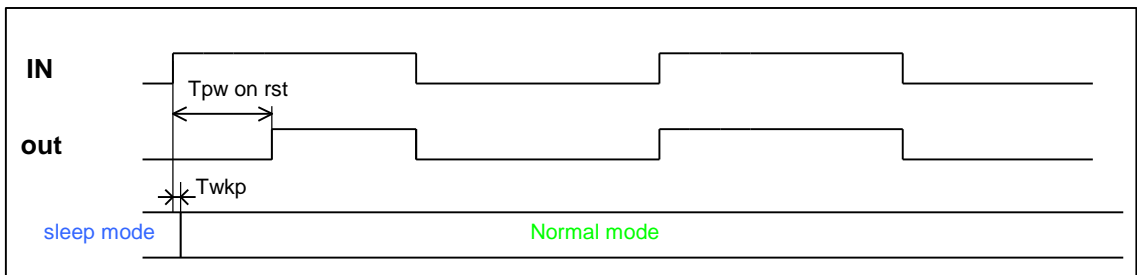 IN
Tpw on rst
out
Twkp
sleep mode
Normal mode